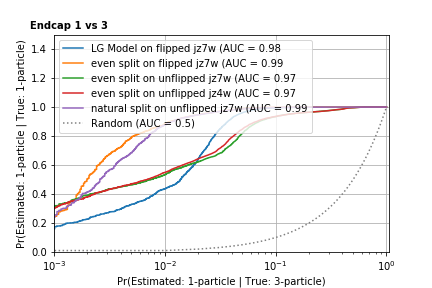 Endcap 1 vs 3
Pr(Estimated: 1-particle | True: 1-particle)
1.4
1.2
1.0
0.8
0.6
0.4
0.2
0.0
LG Model on flipped jz7w (AUC = 0.98
even split on flipped jz7w (AUC = 0.99
even split on unflipped jz7w (AUC = 0.97
even split on unflipped jz4w (AUC = 0.97
natural split on unflipped jz7w (AUC = 0.99
Random (AUC = 0.5)
10⁻³ 10⁻² 10⁻¹ 10⁰
Pr(Estimated: 1-particle | True: 3-particle)